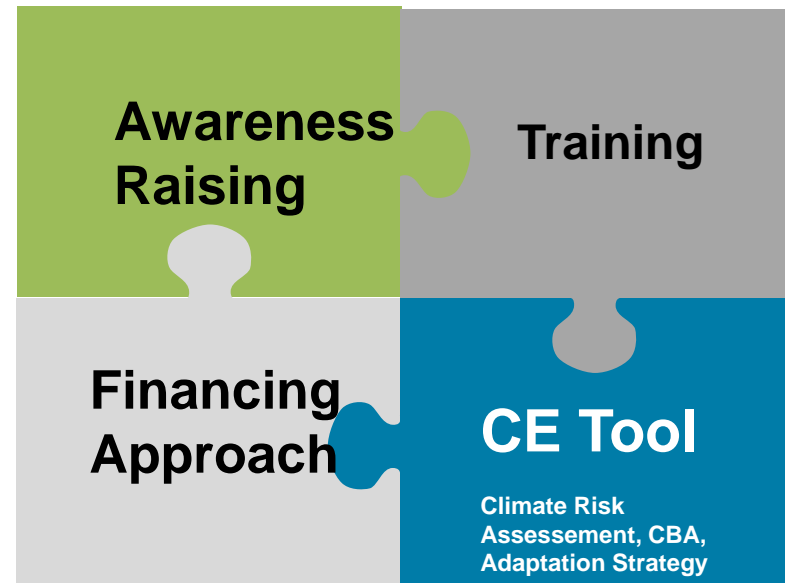 Awareness
Raising
Training
Financing
Approach
CE Tool
Climate Risk
Assessement, CBA,
Adaptation Strategy